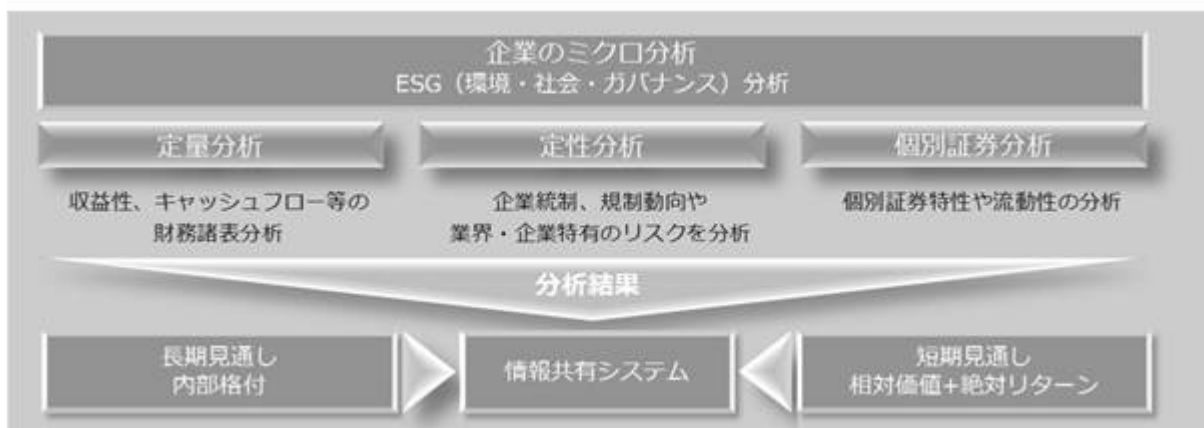 企業のミクロ分析
ESG（環境・社会・ガバナンス）分析
定量分析
収益性、キャッシュフロー等の
財務諸表分析
定性分析
企業統制、規制動向や
業界・企業特有のリスクを分析
個別証券分析
個別証券特性や流動性の分析
分析結果
長期見通し
内部格付
情報共有システム
短期見通し
相対価値+絶対リターン